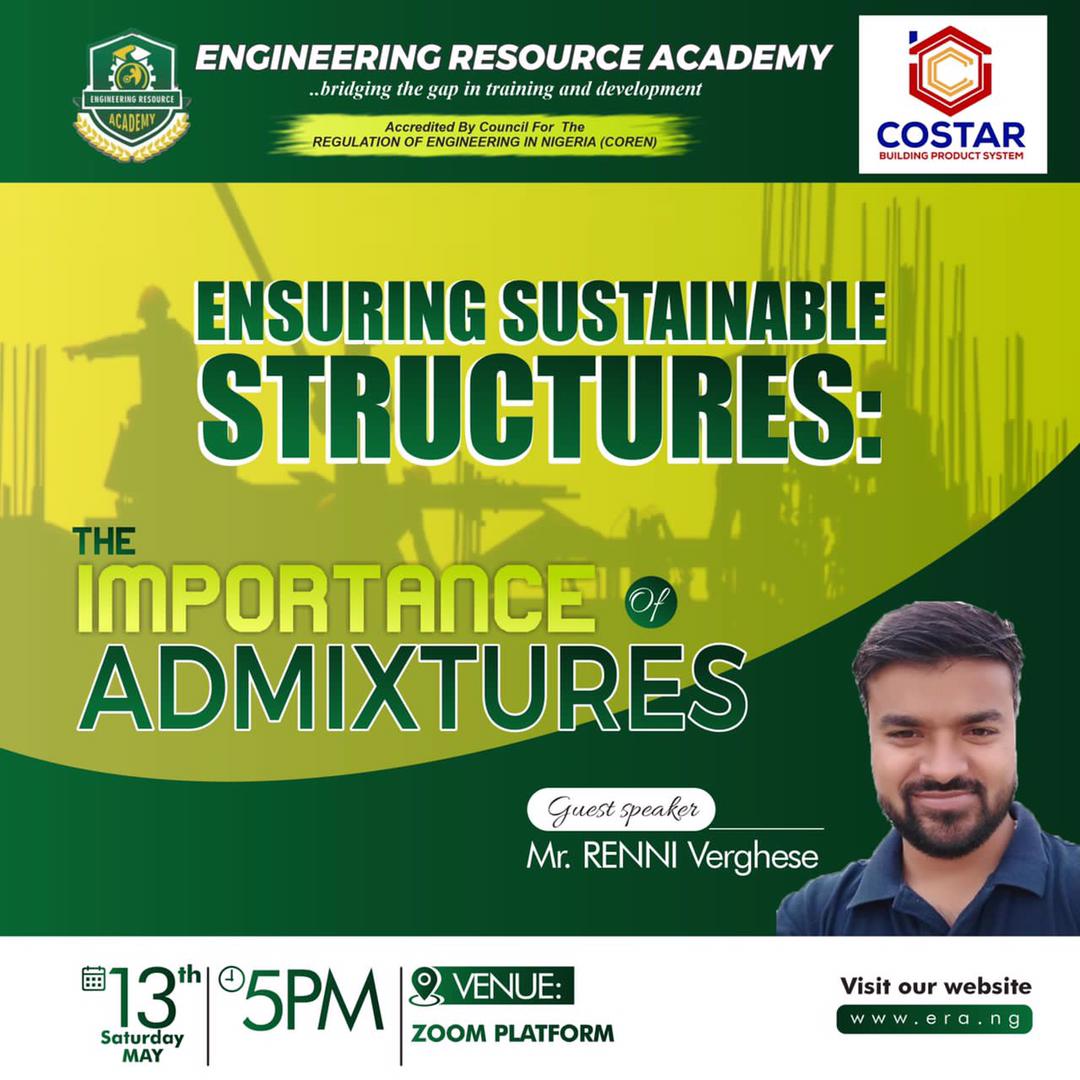 ENGINEERING RESOURCE
ACADEMY
ENGINEERING RESOURCE ACADEMY
..bridging the gap in training and development
Accredited By Council For The
REGULATION OF ENGINEERING IN NIGERIA (COREN)
COSTAR
BUILDING PRODUCT SYSTEM
ENSURING SUSTAINABLE
STRUCTURES:
THE
IMPORTANCE Of
ADMIXTURES
Guest speaker
Mr. RENNI Verghese
13th
Saturday
MAY
5PM
VENUE:
ZOOM PLATFORM
Visit our website
www.era.ng